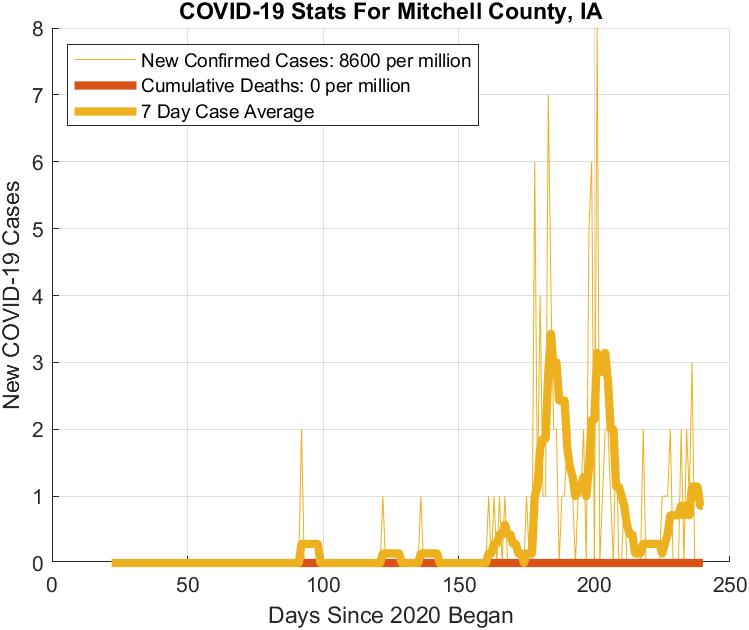 COVID-19 Stats For Mitchell County, IA
New Confirmed Cases: 8600 per million
Cumulative Deaths: 0 per million
7 Day Case Average
New COVID-19 Cases
8
7
6
5
4
3
2
1
0
0 50 100 150 200 250
Days Since 2020 Began